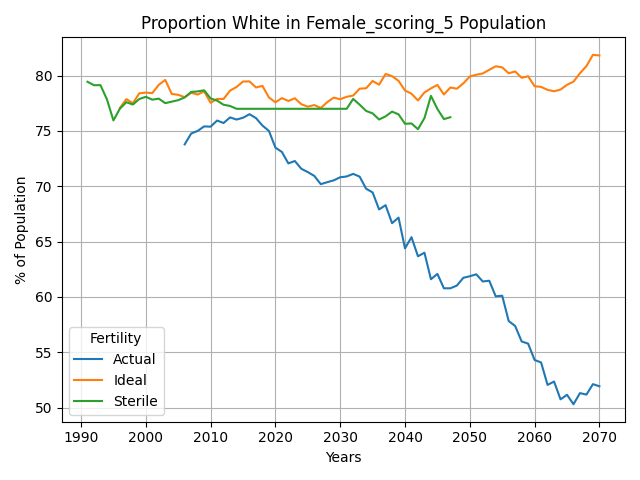 Proportion White in Female_scoring_5 Population
% of Population
80
75
70
65
60
55
50
Fertility
Actual
Ideal
Sterile
1990 2000 2010 2020 2030 2040 2050 2060 2070
Years